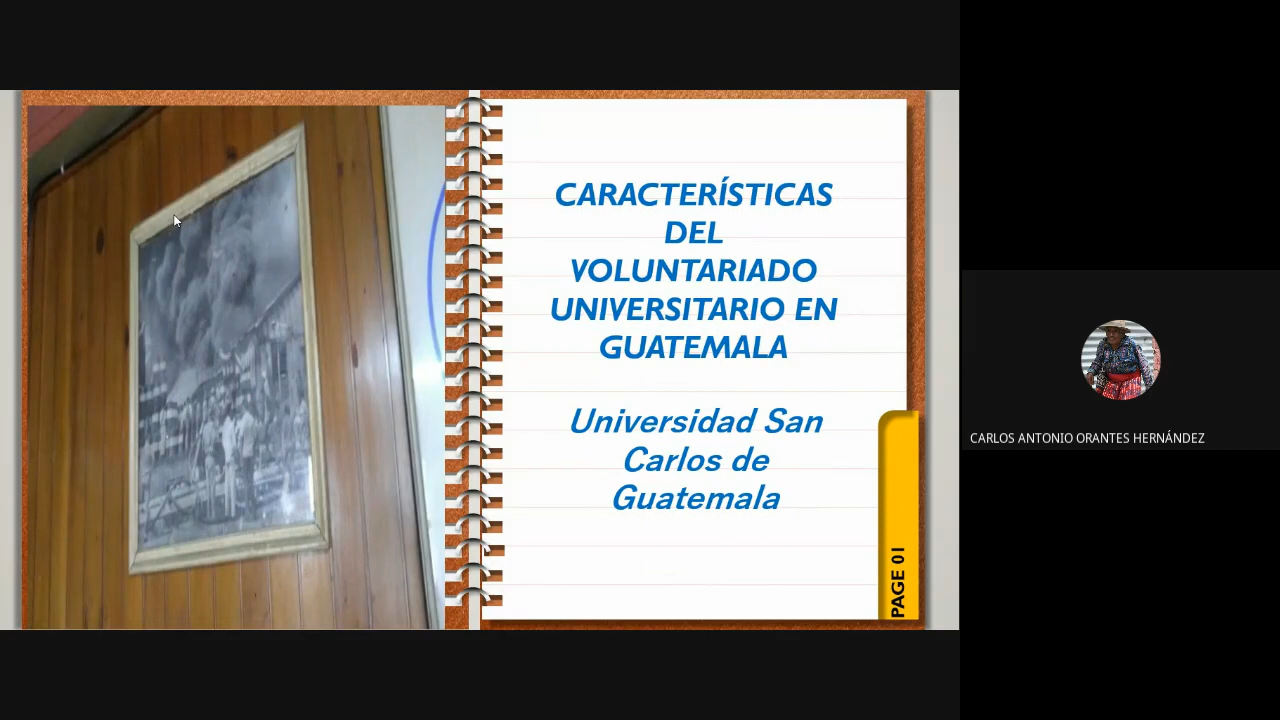 CARACTERÍSTICAS
DEL
VOLUNTARIADO
UNIVERSITARIO EN
GUATEMALA
Universidad San
Carlos de
Guatemala
PAGE 01
CARLOS ANTONIO ORANTES HERNÁNDEZ